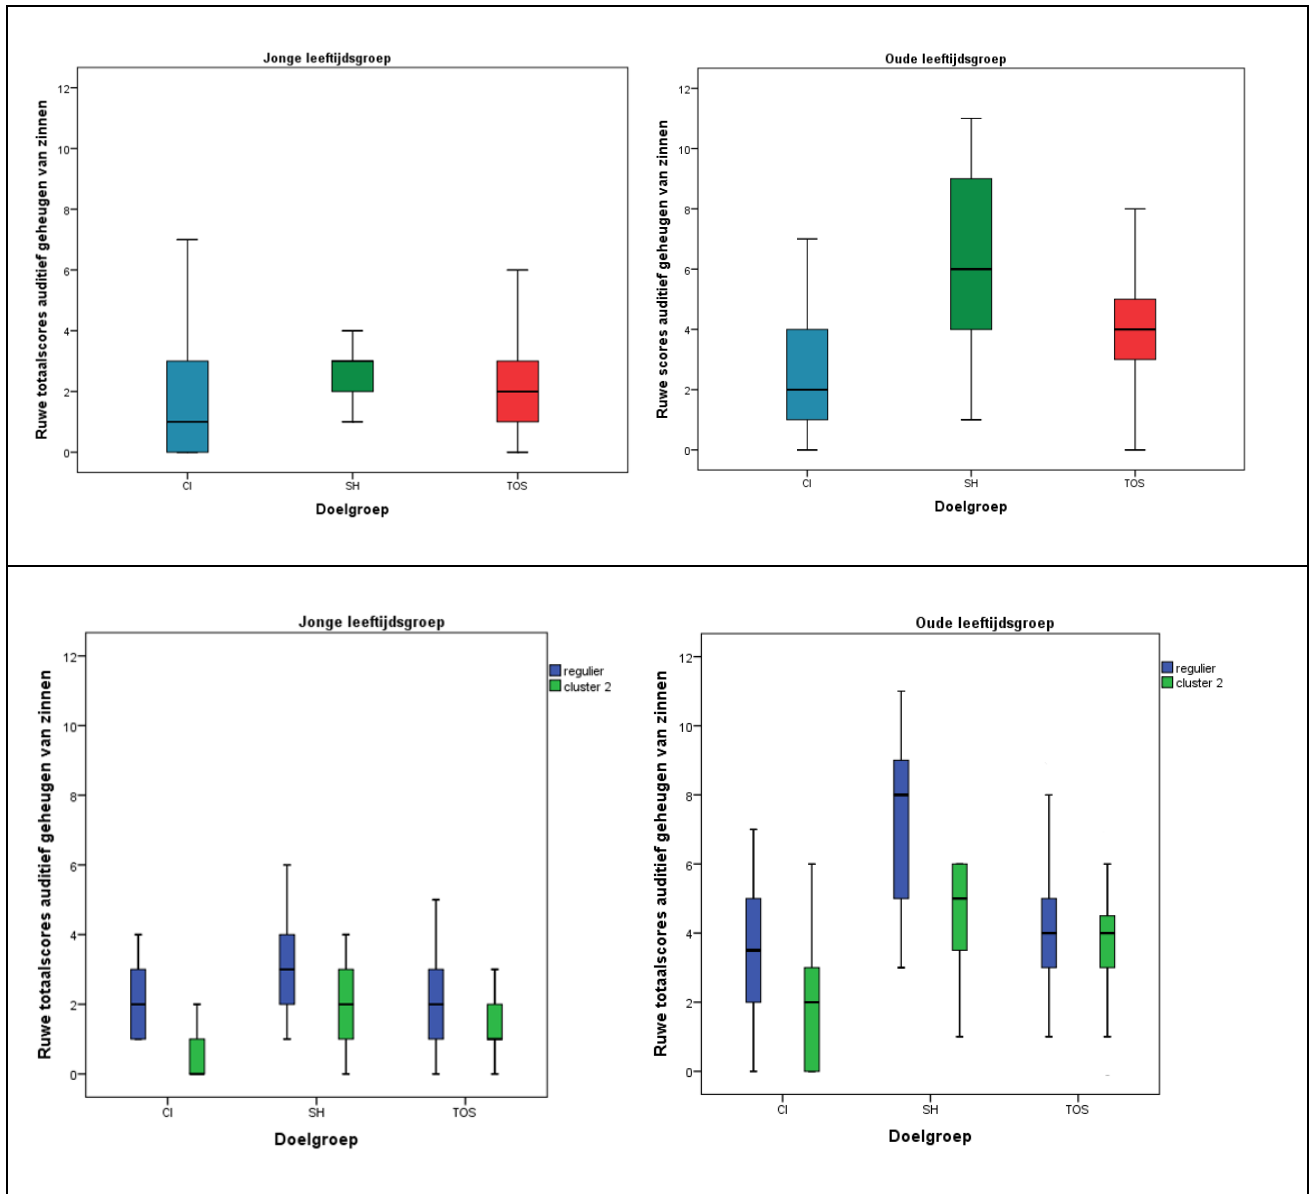 Jonge leeftijdsgroep
Ruwe totaalscores auditief geheugen van zinnen
12
10
8
6
4
2
0
CI SH TOS
Doelgroep
Oude leeftijdsgroep
Ruwe scores auditief geheugen van zinnen
12
10
8
6
4
2
0
CI SH TOS
Doelgroep
Jonge leeftijdsgroep
Ruwe totaalscores auditief geheugen van zinnen
12
10
8
6
4
2
0
CI SH TOS
Doelgroep
regulier
cluster 2
Oude leeftijdsgroep
Ruwe totaalscores auditief geheugen van zinnen
12
10
8
6
4
2
0
CI SH TOS
Doelgroep
regulier
cluster 2